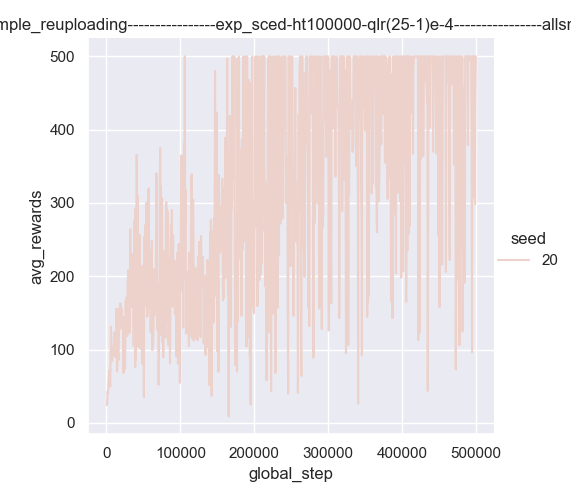 mple_reuploading----------------exp_sced-ht100000-qlr(25-1)e-4----------------allsr
500
400
300
200
100
0
avg_rewards
0 100000 200000 300000 400000 500000
global_step
seed
20